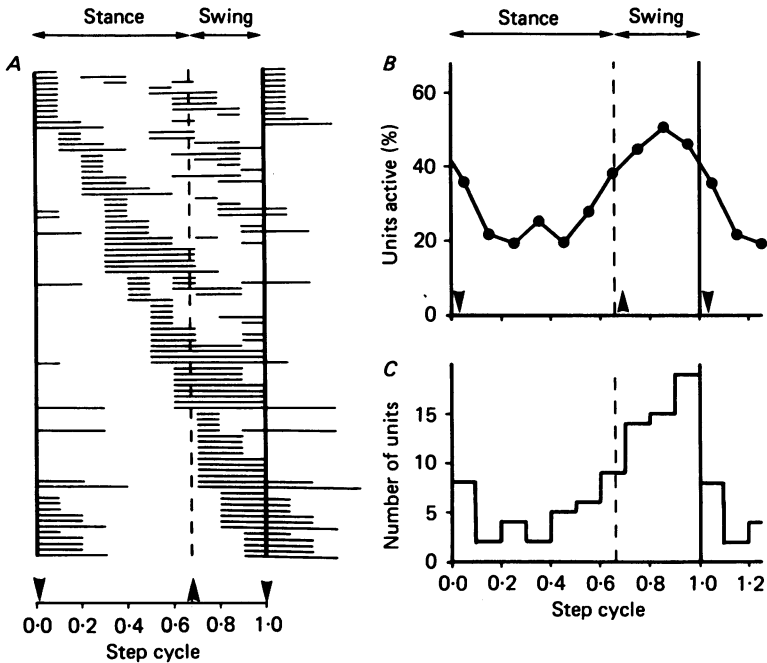 Stance Swing
A
0·0 0·2 0·4 0·6 0·8 1·0
Step cycle
Stance Swing
B
Units active (%)
60
40
20
0
C
Number of units
15
10
5
0
0·0 0·2 0·4 0·6 0·8 1·0 1·2
Step cycle